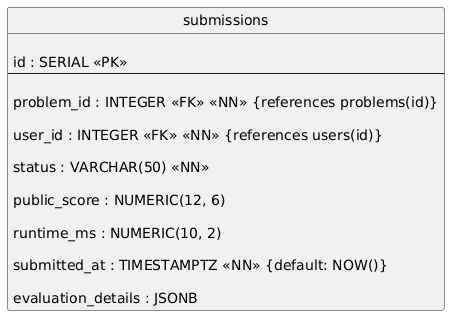 submissions
id : SERIAL «PK»
problem_id : INTEGER «FK» «NN» {references problems(id)}
user_id : INTEGER «FK» «NN» {references users(id)}
status : VARCHAR(50) «NN»
public_score : NUMERIC(12, 6)
runtime_ms : NUMERIC(10, 2)
submitted_at : TIMESTAMPTZ «NN» {default: NOW()}
evaluation_details : JSONB